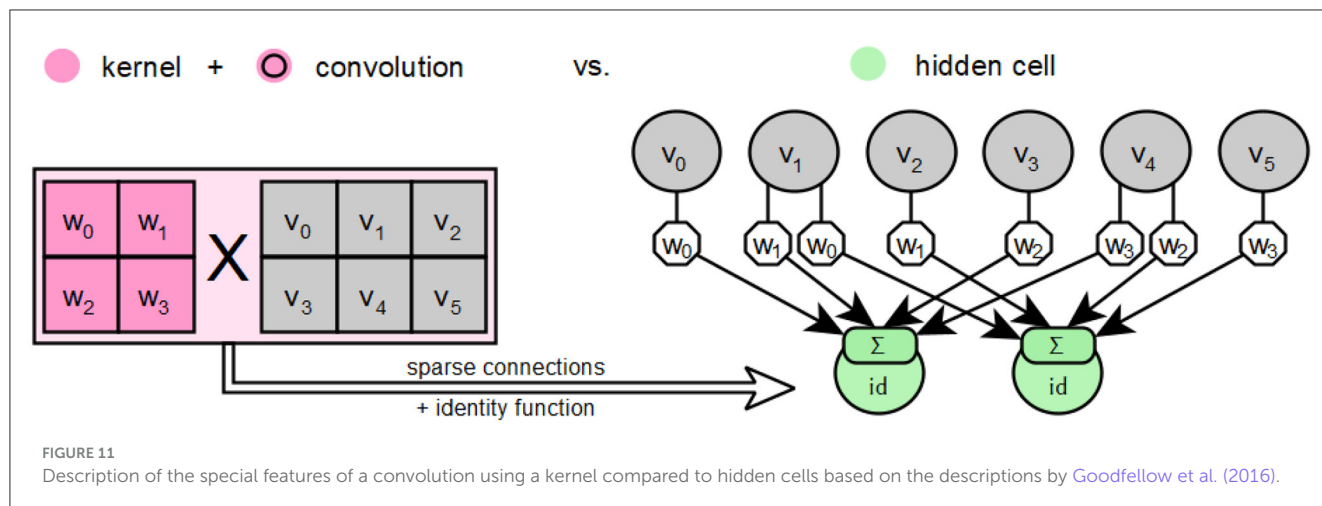 kernel + convolution vs. hidden cell
v0 v1 v2 v3 v4 v5
w0 w1 X v0 v1 v2
w2 w3 v3 v4 v5
w0 w1 w0 w1 w2 w3 w2 w3
Σ Σ
id id
sparse connections
+ identity function
FIGURE 11
Description of the special features of a convolution using a kernel compared to hidden cells based on the descriptions by Goodfellow et al. (2016).